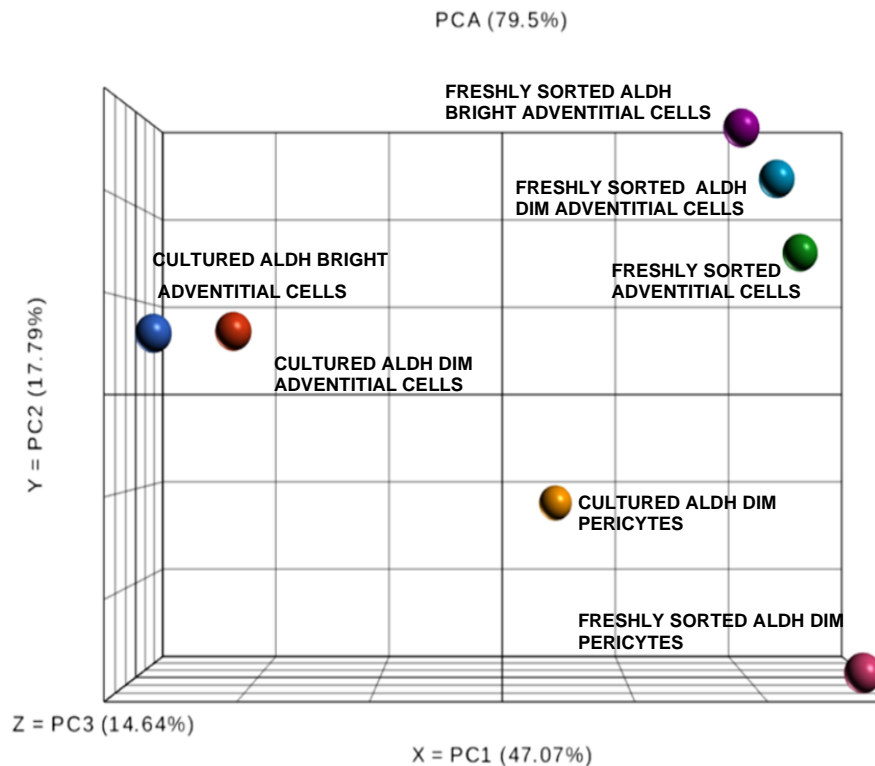 PCA (79.5%)
FRESHLY SORTED ALDH
BRIGHT ADVENTITIAL CELLS
FRESHLY SORTED  ALDH
DIM ADVENTITIAL CELLS
CULTURED ALDH BRIGHT
ADVENTITIAL CELLS
FRESHLY SORTED
ADVENTITIAL CELLS
CULTURED ALDH DIM
ADVENTITIAL CELLS
Y = PC2 (17.79%)
CULTURED ALDH DIM
PERICYTES
FRESHLY SORTED ALDH DIM
PERICYTES
Z = PC3 (14.64%)
X = PC1 (47.07%)